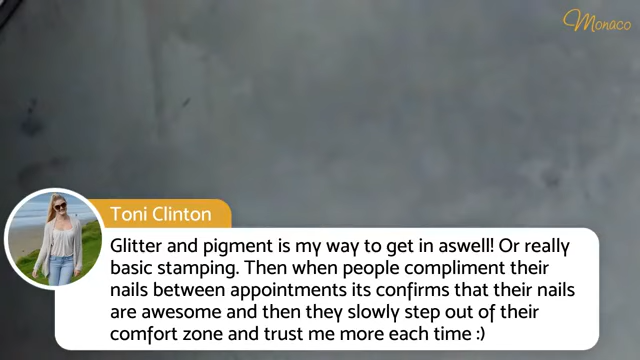 Monaco
Toni Clinton
Glitter and pigment is my way to get in aswell! Or really
basic stamping. Then when people compliment their
nails between appointments its confirms that their nails
are awesome and then they slowly step out of their
comfort zone and trust me more each time :)